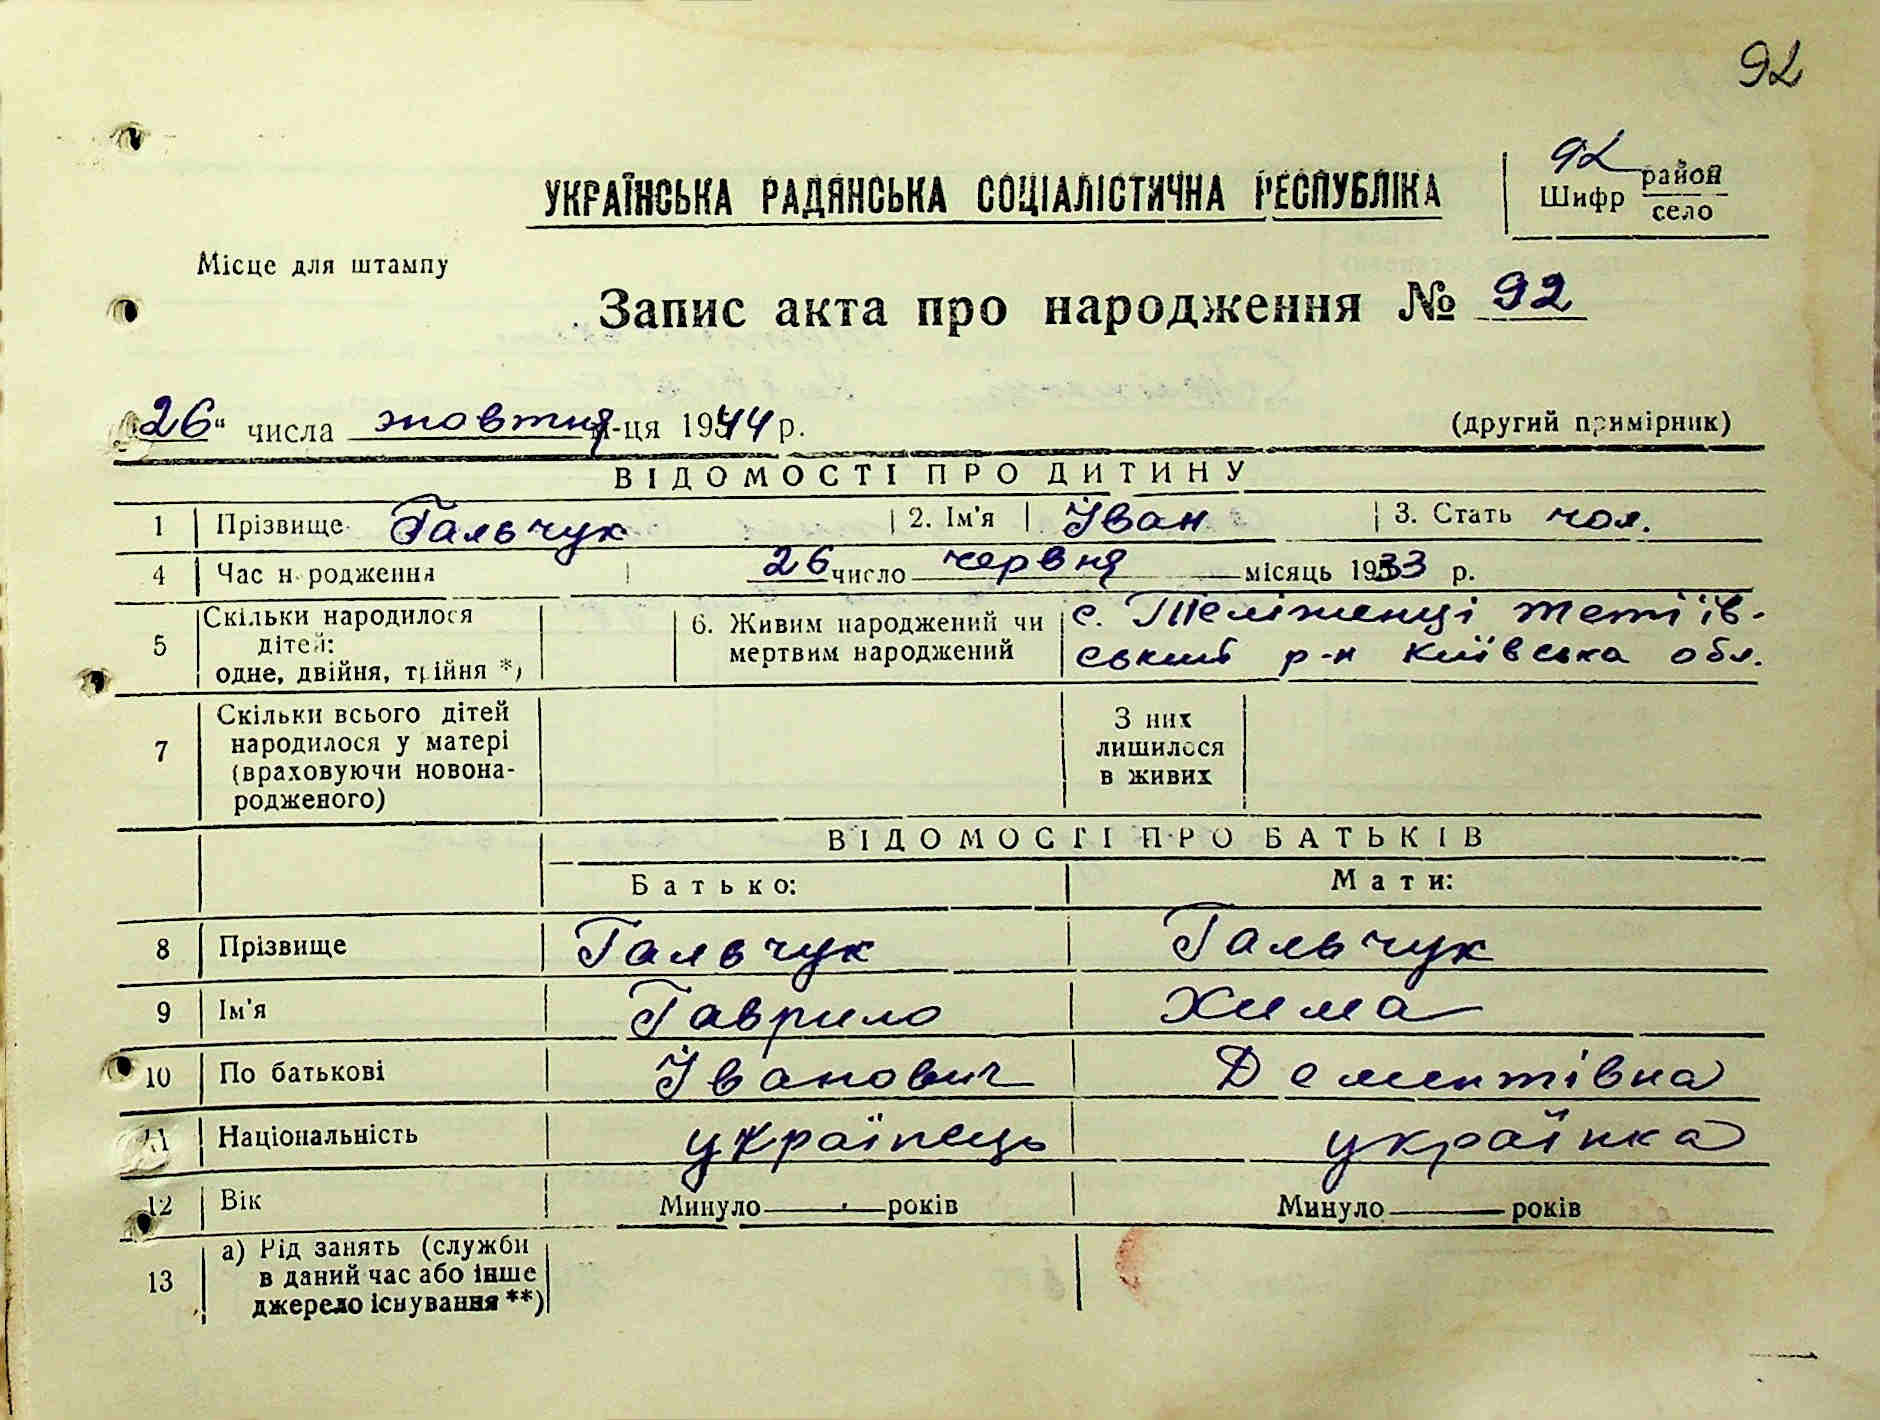 92
92
УКРАЇНСЬКА РАДЯНСЬКА СОЦІАЛІСТИЧНА РЕСПУБЛІКА
Шифр район
село
Місце для штампу
Запис акта про народження № 92
26" числа жовтня м-ця 1944 р.
(другий примірник)
ВІДОМОСТІ ПРО ДИТИНУ
1 Прізвище Гальчук 2. Ім'я Іван 3. Стать чол.
4 Час народження 26 число червня місяць 1933 р.
5 Скільки народилося
дітей:
одне, двійня, трійня *)
6. Живим народжений чи
мертвим народжений
с. Теліженці Тетіїв-
ський р-н Київська обл.
7 Скільки всього дітей
народилося у матері
(враховуючи новона-
родженого)
З них
лишилося
в живих
ВІДОМОСТІ ПРО БАТЬКІВ
Батько: Мати:
8 Прізвище Гальчук Гальчук
9 Ім'я Гаврило Хима
10 По батькові Іванович Дементівна
11 Національність українець українка
12 Вік Минуло років Минуло років
13 а) Рід занять (служби
в даний час або інше
джерело існування **)